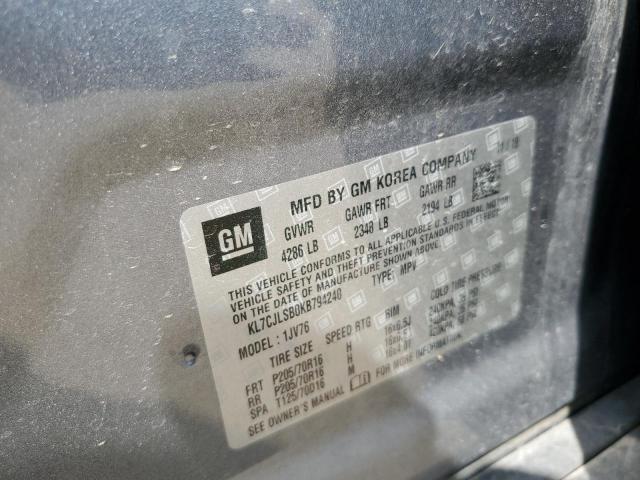 MFD BY GM KOREA COMPANY
GM
GVWR GAWR FRT GAWR RR
4286 LB 2348 LB 2194 LB
THIS VEHICLE CONFORMS TO ALL APPLICABLE U.S. FEDERAL MOTOR
VEHICLE SAFETY AND THEFT PREVENTION STANDARDS IN EFFECT
ON THE DATE OF MANUFACTURE SHOWN ABOVE.
KL7CJLSB0KB794240 TYPE: MPV
MODEL: 1JV76
TIRE SIZE SPEED RTG RIM COLD TIRE PRESSURE
FRT P205/70R16 H 16x6.5J
RR P205/70R16 H
SPA T125/70D16 M
SEE OWNER'S MANUAL FOR MORE INFORMATION.